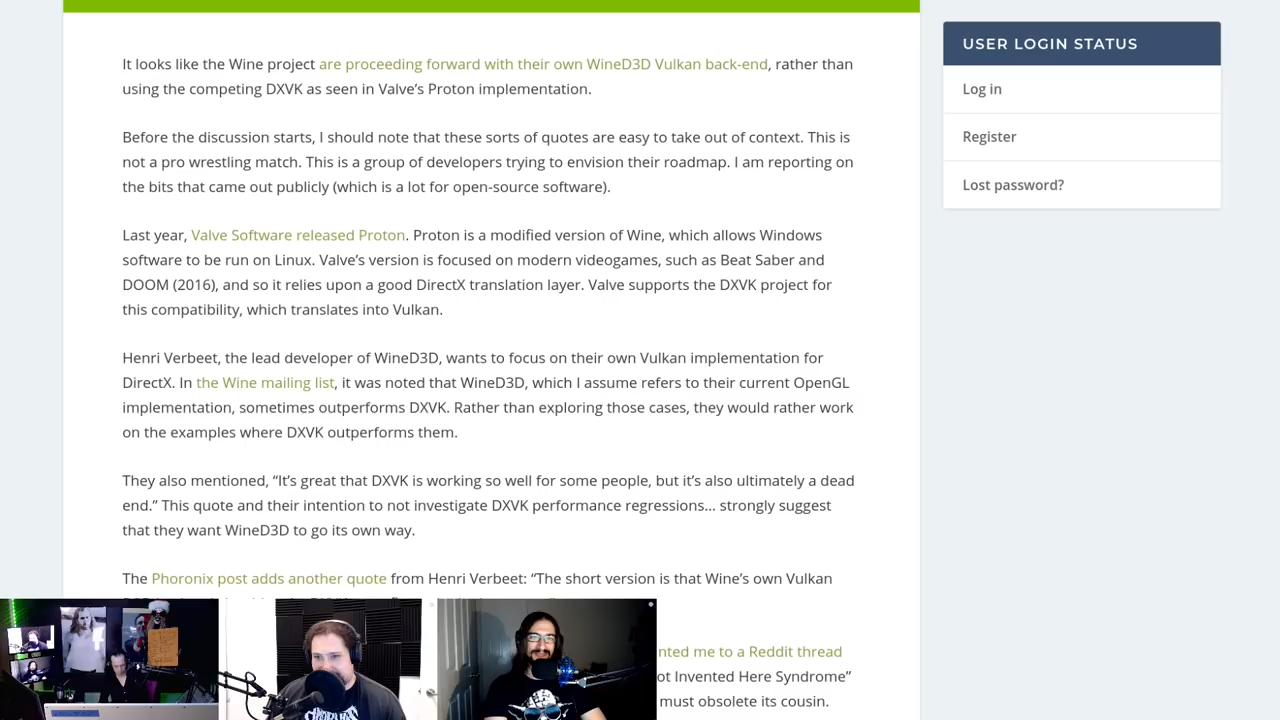 It looks like the Wine project are proceeding forward with their own WineD3D Vulkan back-end, rather than
using the competing DXVK as seen in Valve’s Proton implementation.
Before the discussion starts, I should note that these sorts of quotes are easy to take out of context. This is
not a pro wrestling match. This is a group of developers trying to envision their roadmap. I am reporting on
the bits that came out publicly (which is a lot for open-source software).
Last year, Valve Software released Proton. Proton is a modified version of Wine, which allows Windows
software to be run on Linux. Valve’s version is focused on modern videogames, such as Beat Saber and
DOOM (2016), and so it relies upon a good DirectX translation layer. Valve supports the DXVK project for
this compatibility, which translates into Vulkan.
Henri Verbeet, the lead developer of WineD3D, wants to focus on their own Vulkan implementation for
DirectX. In the Wine mailing list, it was noted that WineD3D, which I assume refers to their current OpenGL
implementation, sometimes outperforms DXVK. Rather than exploring those cases, they would rather work
on the examples where DXVK outperforms them.
They also mentioned, “It’s great that DXVK is working so well for some people, but it’s also ultimately a dead
end.” This quote and their intention to not investigate DXVK performance regressions… strongly suggest
that they want WineD3D to go its own way.
The Phoronix post adds another quote from Henri Verbeet: “The short version is that Wine’s own Vulkan
nted me to a Reddit thread
ot Invented Here Syndrome”
must obsolete its cousin.
USER LOGIN STATUS
Log in
Register
Lost password?